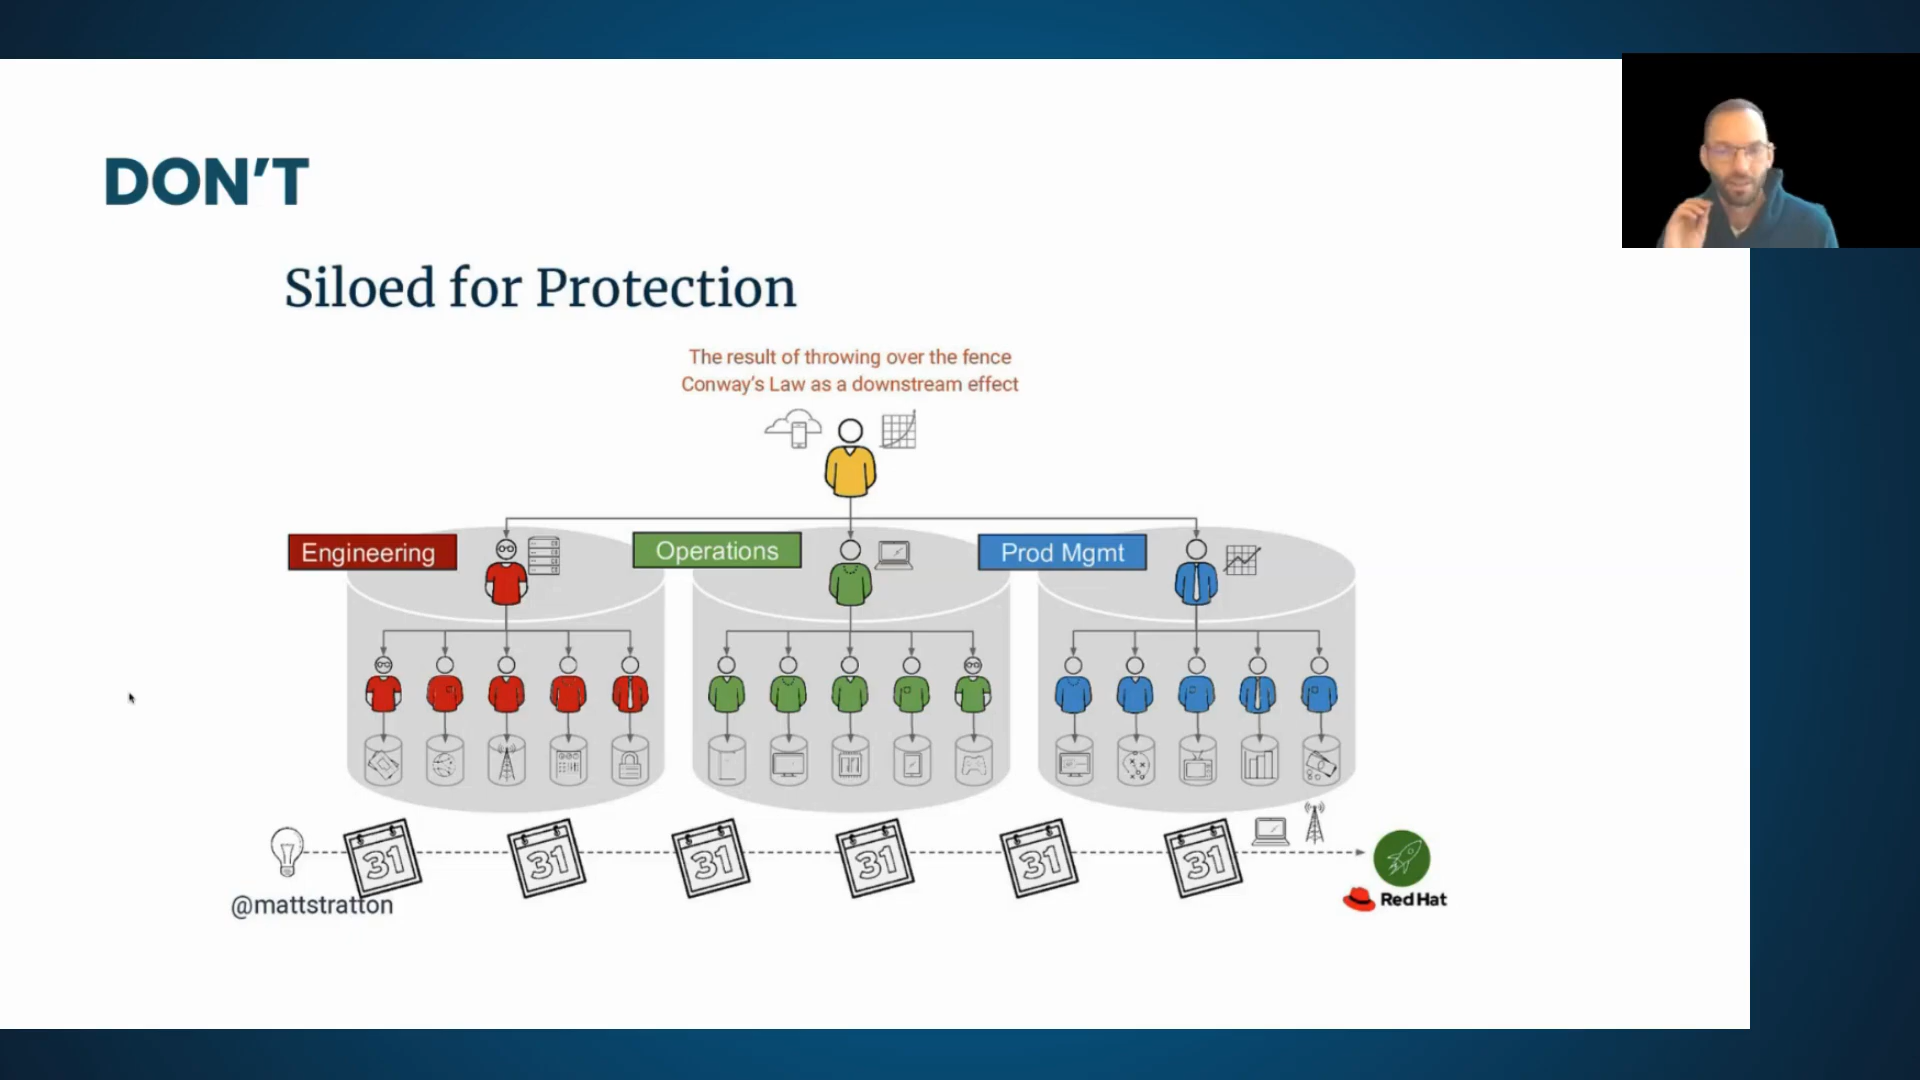 DON'T
Siloed for Protection
The result of throwing over the fence
Conway's Law as a downstream effect
Engineering
Operations
Prod Mgmt
31
31
31
31
31
31
@mattstratton
Red Hat